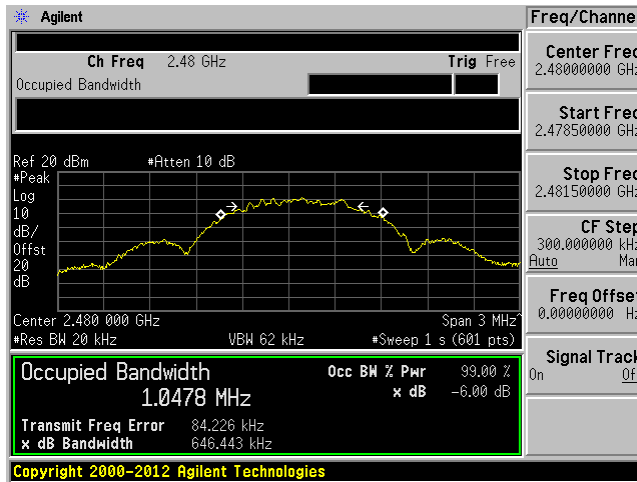 Agilent
Freq/Channe
Ch Freq 2.48 GHz Trig Free
Occupied Bandwidth
Center Freq
2.48000000 GHz
Start Freq
2.47850000 GHz
Stop Freq
2.48150000 GHz
CF Step
300.000000 kHz
Auto Man
Freq Offset
0.00000000 Hz
Signal Track
On Off
Ref 20 dBm #Atten 10 dB
#Peak
Log
10
dB/
Offst
20
dB
Center 2.480 000 GHz Span 3 MHz
#Res BW 20 kHz VBW 62 kHz #Sweep 1 s (601 pts)
Occupied Bandwidth Occ BW % Pwr 99.00 %
1.0478 MHz x dB -6.00 dB
Transmit Freq Error 84.226 kHz
x dB Bandwidth 646.443 kHz
Copyright 2000-2012 Agilent Technologies